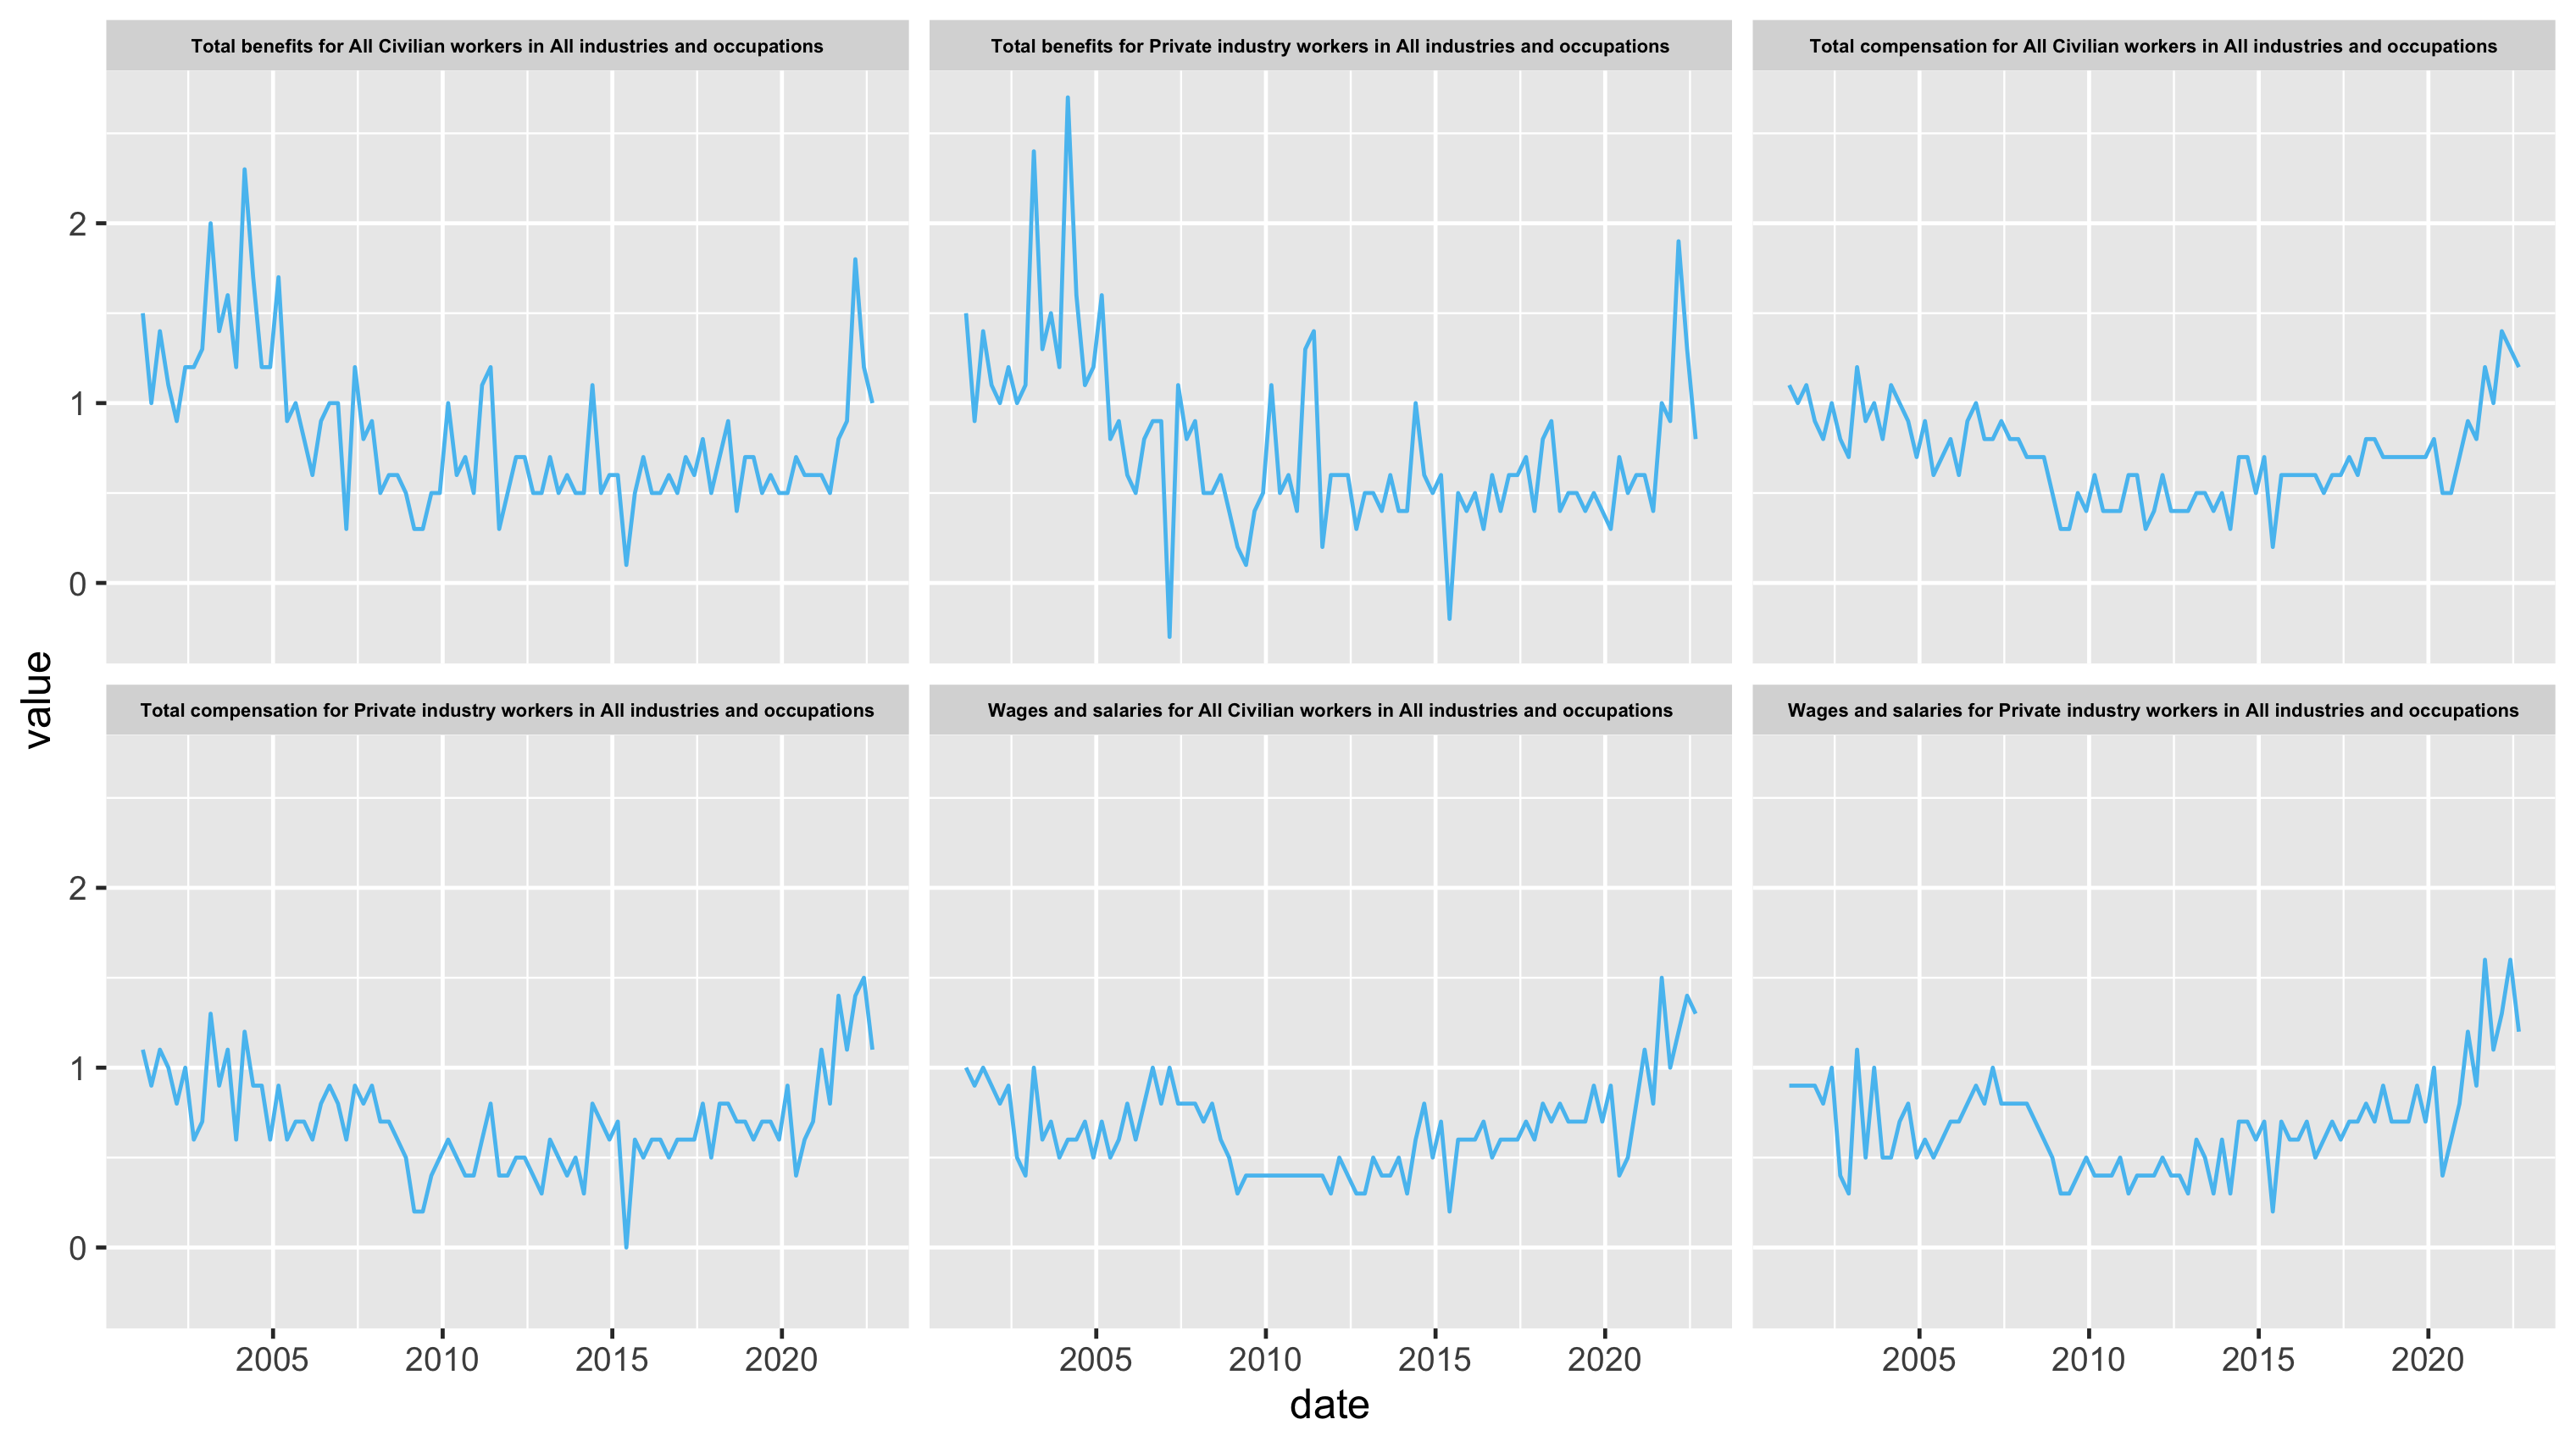 Total benefits for All Civilian workers in All industries and occupations
Total benefits for Private industry workers in All industries and occupations
Total compensation for All Civilian workers in All industries and occupations
2
1
0
value
Total compensation for Private industry workers in All industries and occupations
Wages and salaries for All Civilian workers in All industries and occupations
Wages and salaries for Private industry workers in All industries and occupations
2
1
0
2005 2010 2015 2020 2005 2010 2015 2020 2005 2010 2015 2020
date